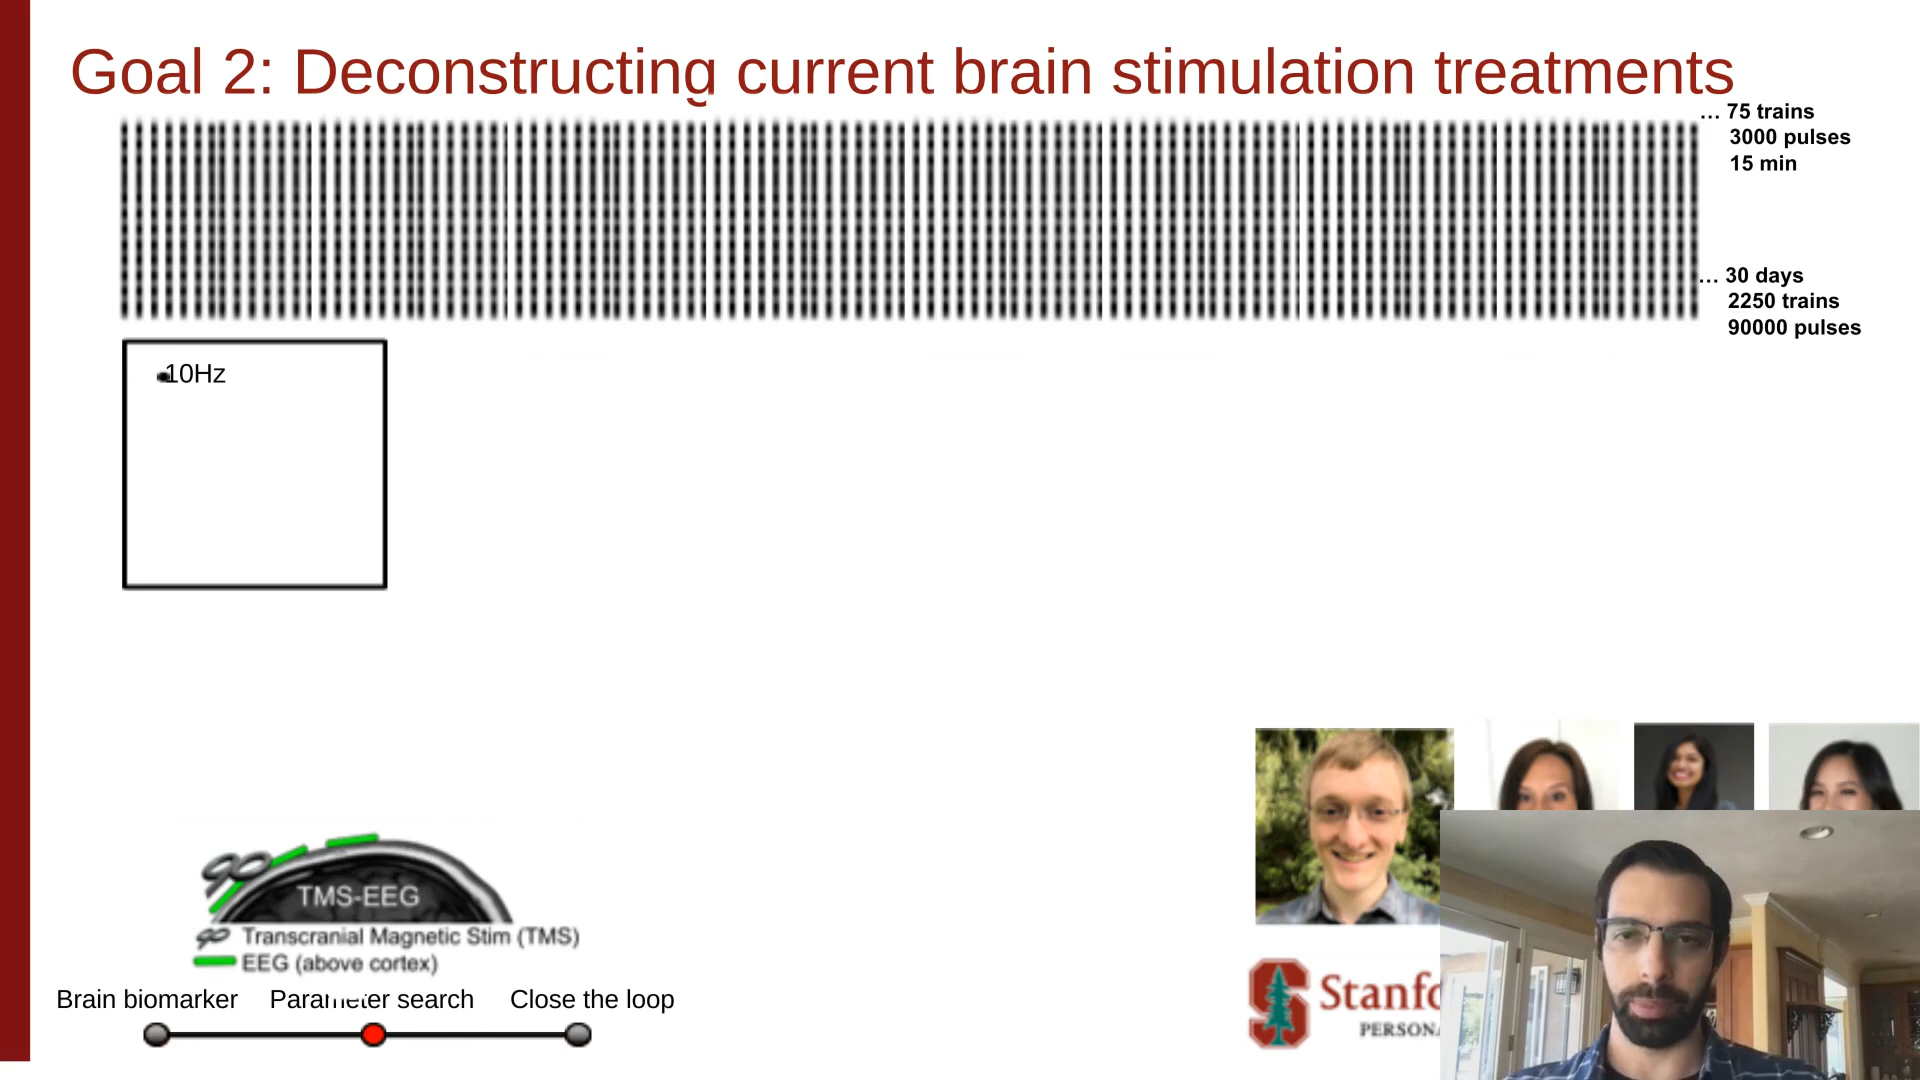 Goal 2: Deconstructing current brain stimulation treatments
... 75 trains
3000 pulses
15 min
... 30 days
2250 trains
90000 pulses
10Hz
TMS-EEG
Transcranial Magnetic Stim (TMS)
EEG (above cortex)
Brain biomarker Parameter search Close the loop
Stanfo
PERSONA